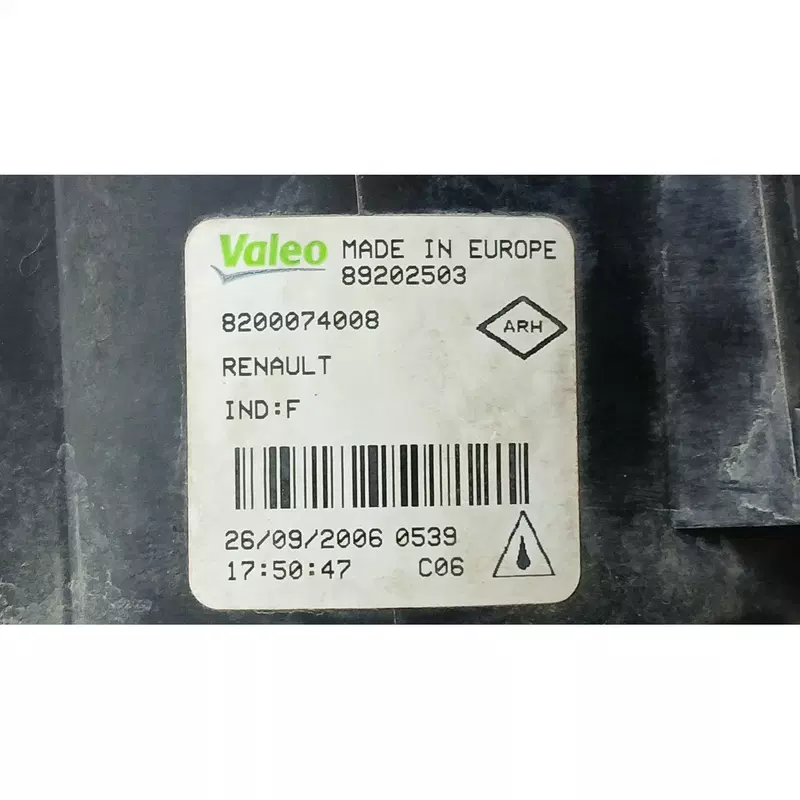 Valeo MADE IN EUROPE
89202503
8200074008
ARH
RENAULT
IND:F
26/09/2006 0539
17:50:47 C06